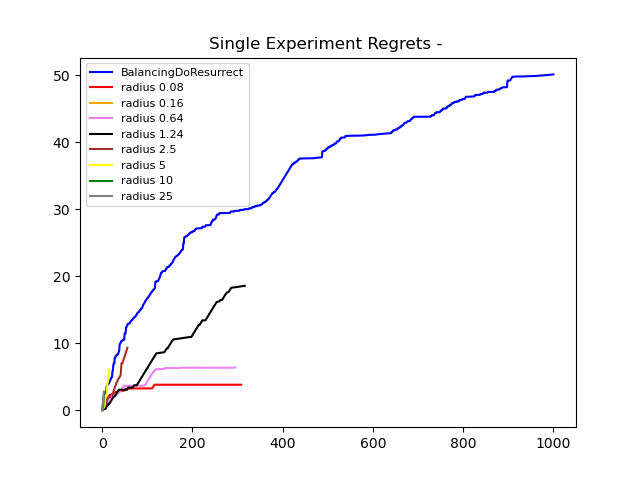 Single Experiment Regrets -
50
40
30
20
10
0
BalancingDoResurrect
radius 0.08
radius 0.16
radius 0.64
radius 1.24
radius 2.5
radius 5
radius 10
radius 25
0 200 400 600 800 1000